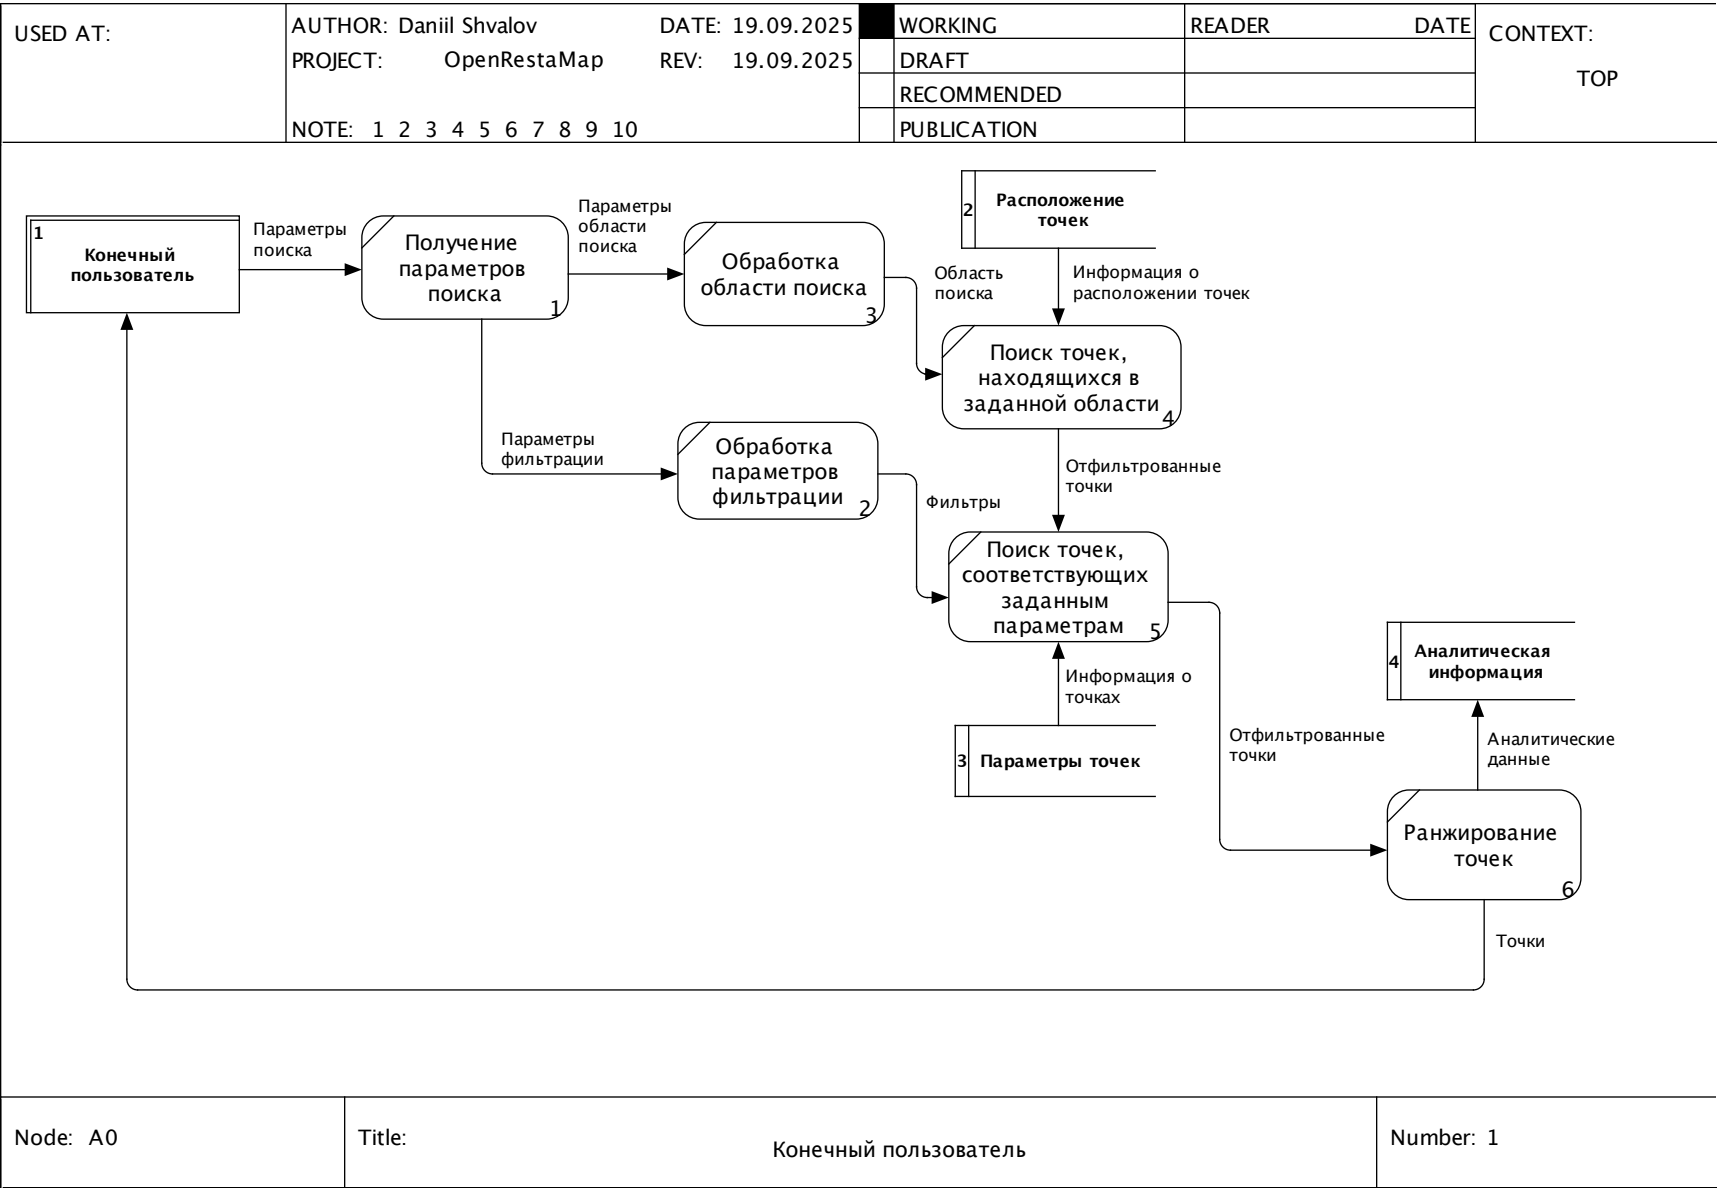 USED AT:
AUTHOR: Daniil Shvalov
DATE: 19.09.2025
PROJECT: OpenRestaMap
REV: 19.09.2025
NOTE: 1 2 3 4 5 6 7 8 9 10
WORKING
DRAFT
RECOMMENDED
PUBLICATION
READER
DATE
CONTEXT:
TOP
1
Конечный
пользователь
Параметры
поиска
Получение
параметров
поиска
1
Параметры
области
поиска
Обработка
области поиска
3
Область
поиска
2
Расположение
точек
Информация о
расположении точек
Поиск точек,
находящихся в
заданной области
4
Параметры
фильтрации
Обработка
параметров
фильтрации
2
Фильтры
Отфильтрованные
точки
Поиск точек,
соответствующих
заданным
параметрам
5
Информация о
точках
3
Параметры точек
Отфильтрованные
точки
4
Аналитическая
информация
Аналитические
данные
Ранжирование
точек
6
Точки
Node: A0
Title:
Конечный пользователь
Number: 1